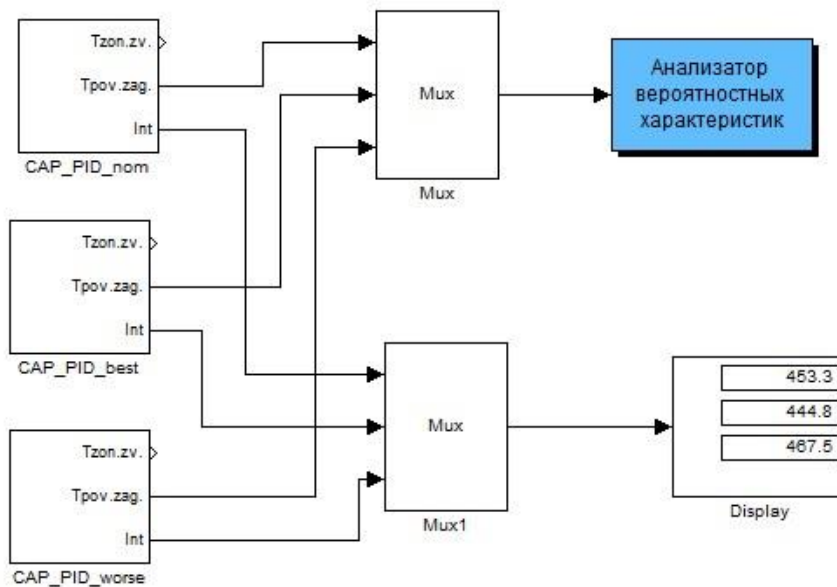 Tzon.zv.
Tpov.zag.
Int
CAP_PID_nom
Mux
Mux
Анализатор
вероятностных
характеристик
Tzon.zv.
Tpov.zag.
Int
CAP_PID_best
Mux
Mux1
453.3
444.8
467.5
Display
Tzon.zv.
Tpov.zag.
Int
CAP_PID_worse